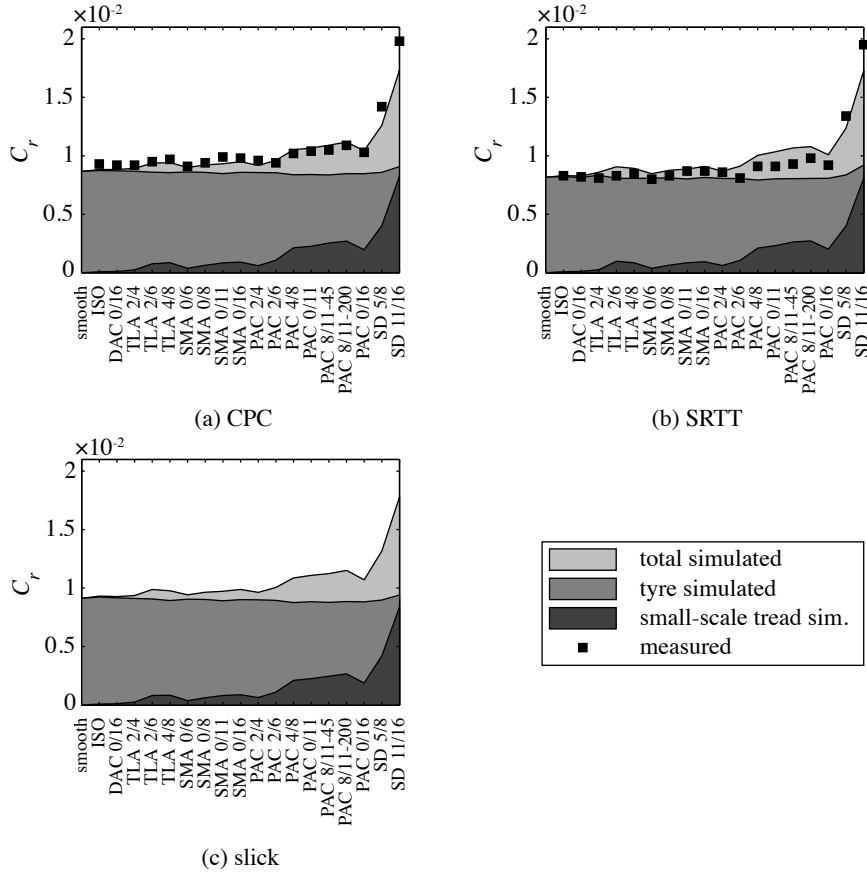 ×10⁻²
2
1.5
1
0.5
0
C_r
smooth
ISO
DAC 0/16
TLA 2/4
TLA 2/6
TLA 4/8
SMA 0/6
SMA 0/8
SMA 0/11
SMA 0/16
PAC 2/4
PAC 2/6
PAC 4/8
PAC 0/11
PAC 8/11-45
PAC 8/11-200
PAC 0/16
SD 5/8
SD 11/16
(a) CPC
×10⁻²
2
1.5
1
0.5
0
C_r
smooth
ISO
DAC 0/16
TLA 2/4
TLA 2/6
TLA 4/8
SMA 0/6
SMA 0/8
SMA 0/11
SMA 0/16
PAC 2/4
PAC 2/6
PAC 4/8
PAC 0/11
PAC 8/11-45
PAC 8/11-200
PAC 0/16
SD 5/8
SD 11/16
(b) SRTT
×10⁻²
2
1.5
1
0.5
0
C_r
smooth
ISO
DAC 0/16
TLA 2/4
TLA 2/6
TLA 4/8
SMA 0/6
SMA 0/8
SMA 0/11
SMA 0/16
PAC 2/4
PAC 2/6
PAC 4/8
PAC 0/11
PAC 8/11-45
PAC 8/11-200
PAC 0/16
SD 5/8
SD 11/16
(c) slick
total simulated
tyre simulated
small-scale tread sim.
measured